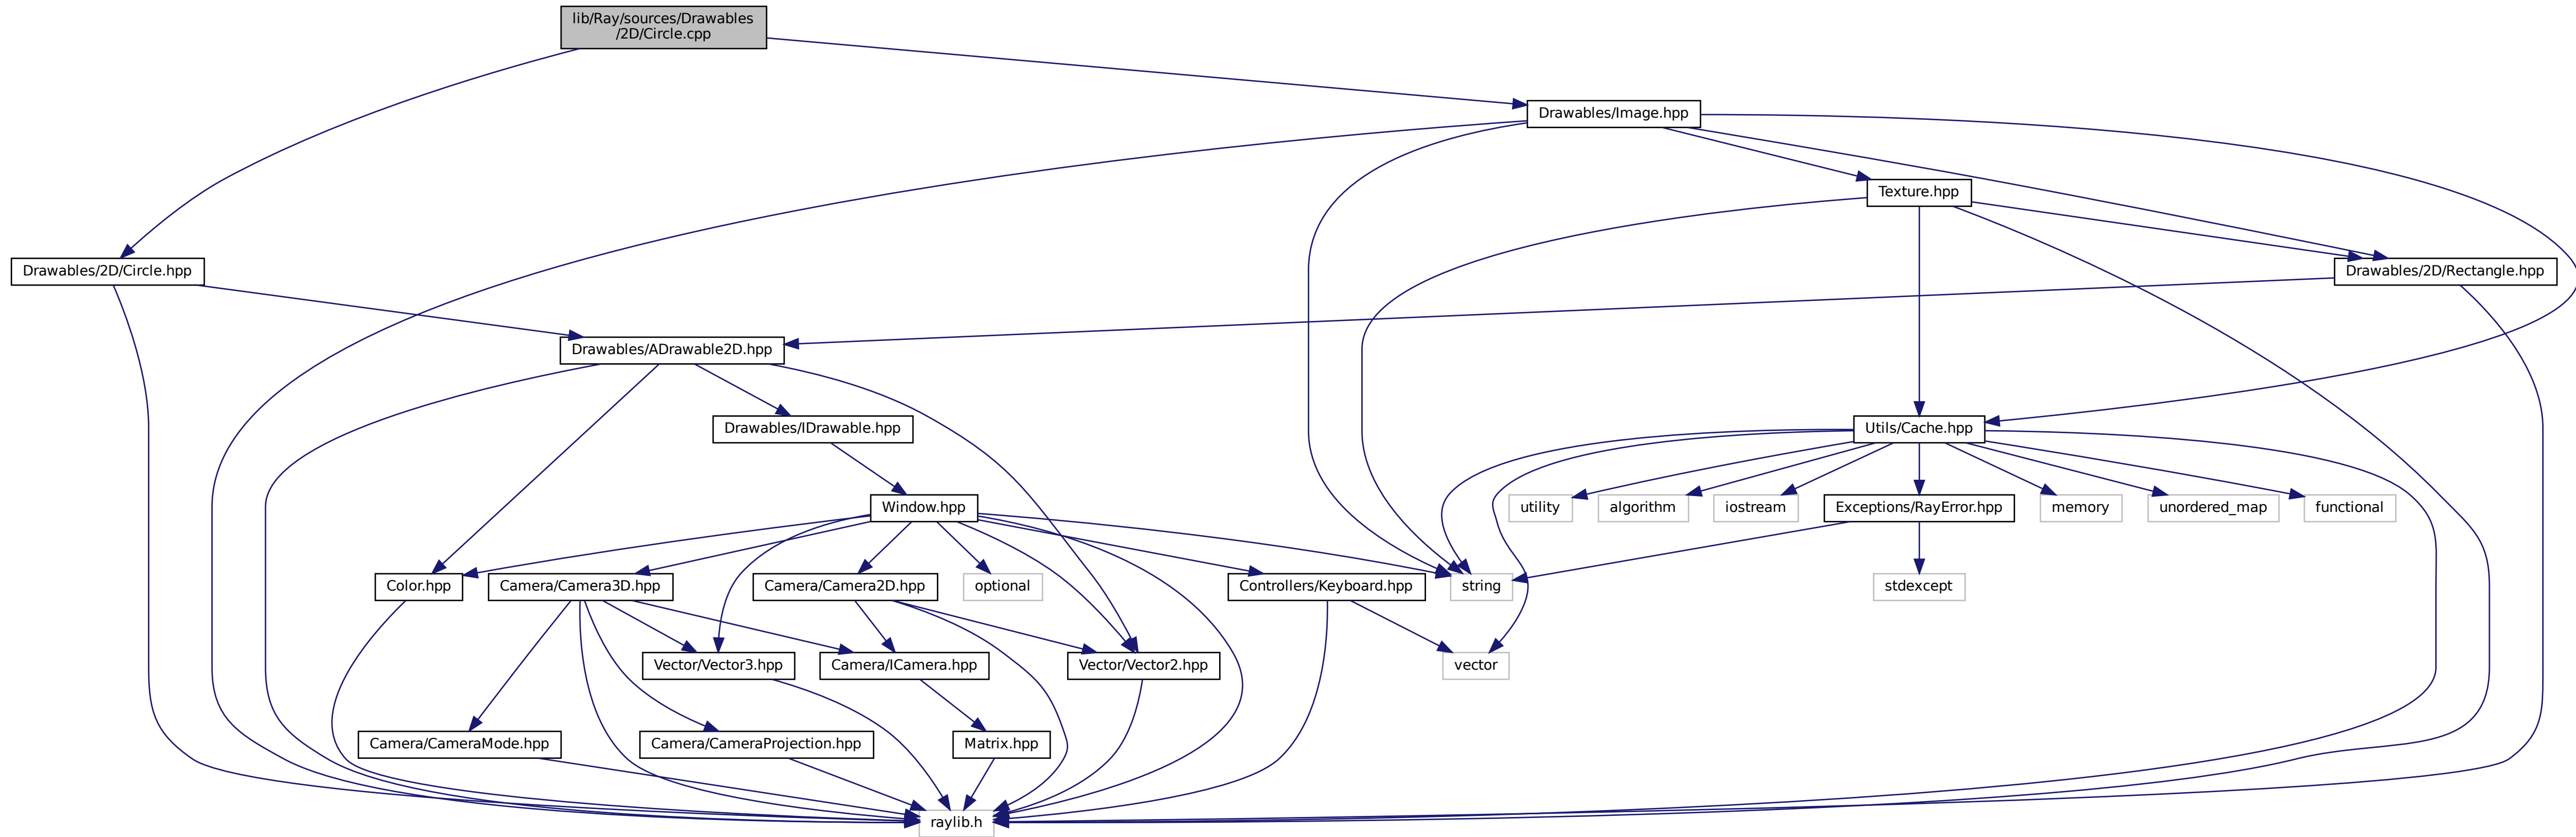 lib/Ray/sources/Drawables
/2D/Circle.cpp
Drawables/Image.hpp
Texture.hpp
Drawables/2D/Circle.hpp
Drawables/2D/Rectangle.hpp
Drawables/ADrawable2D.hpp
Drawables/IDrawable.hpp
Utils/Cache.hpp
Window.hpp
utility
algorithm
iostream
Exceptions/RayError.hpp
memory
unordered_map
functional
Color.hpp
Camera/Camera3D.hpp
Camera/Camera2D.hpp
optional
Controllers/Keyboard.hpp
string
stdexcept
Vector/Vector3.hpp
Camera/ICamera.hpp
Vector/Vector2.hpp
vector
Camera/CameraMode.hpp
Camera/CameraProjection.hpp
Matrix.hpp
raylib.h